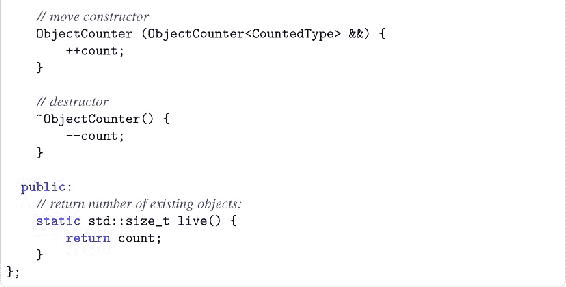 // move constructor
ObjectCounter (ObjectCounter<CountedType> &&) {
++count;
}
// destructor
~ObjectCounter() {
--count;
}
public:
// return number of existing objects:
static std::size_t live() {
return count;
}
};